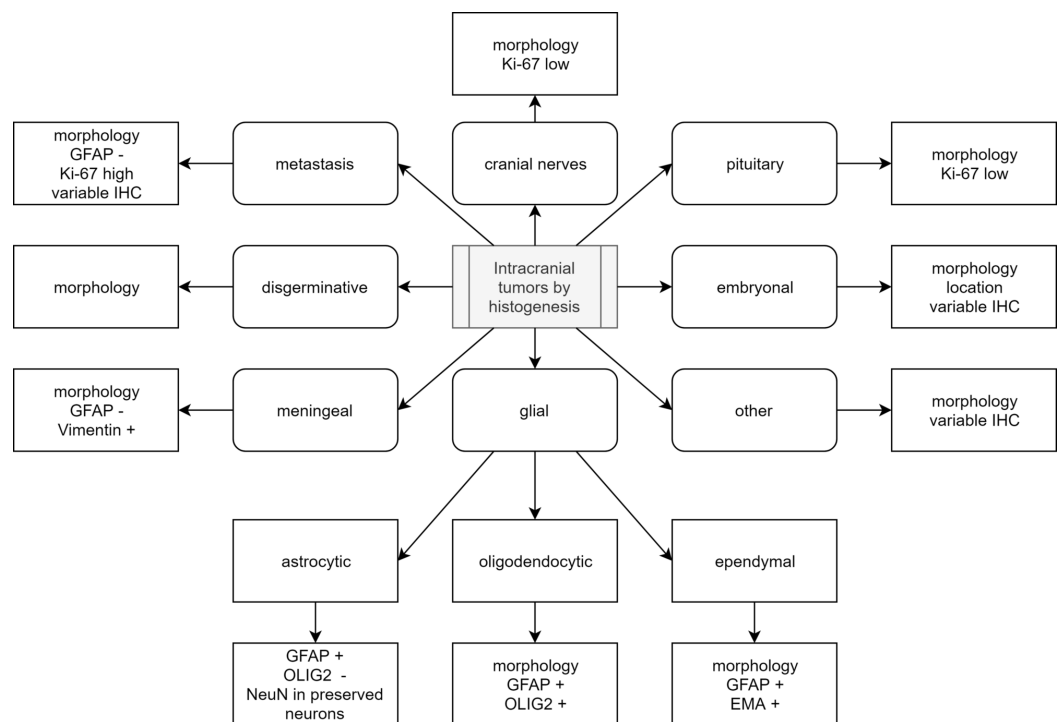 morphology
Ki-67 low
morphology
GFAP -
Ki-67 high
variable IHC
metastasis
cranial nerves
pituitary
morphology
Ki-67 low
morphology
disgerminative
Intracranial
tumors by
histogenesis
embryonal
morphology
location
variable IHC
morphology
GFAP -
Vimentin +
meningeal
glial
other
morphology
variable IHC
astrocytic
oligodendocytic
ependymal
GFAP +
OLIG2 -
NeuN in preserved
neurons
morphology
GFAP +
OLIG2 +
morphology
GFAP +
EMA +